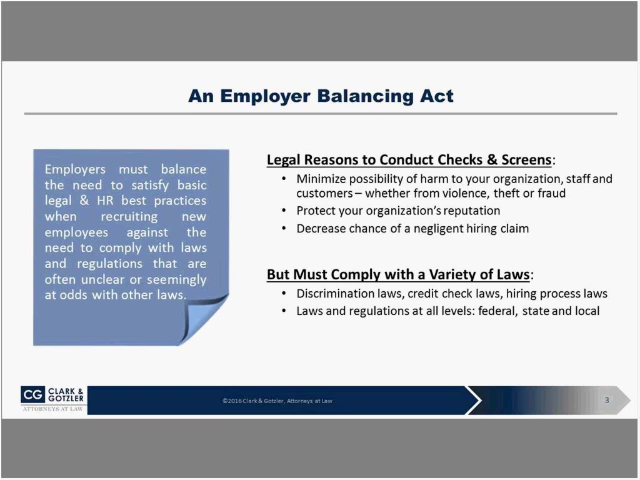 An Employer Balancing Act
Employers must balance
the need to satisfy basic
legal & HR best practices
when recruiting new
employees against the
need to comply with laws
and regulations that are
often unclear or seemingly
at odds with other laws.
Legal Reasons to Conduct Checks & Screens:
• Minimize possibility of harm to your organization, staff and
customers – whether from violence, theft or fraud
• Protect your organization's reputation
• Decrease chance of a negligent hiring claim
But Must Comply with a Variety of Laws:
• Discrimination laws, credit check laws, hiring process laws
• Laws and regulations at all levels: federal, state and local
CG CLARK &
GOTZLER
ATTORNEYS AT LAW
©2016 Clark & Gotzler, Attorneys at Law
3